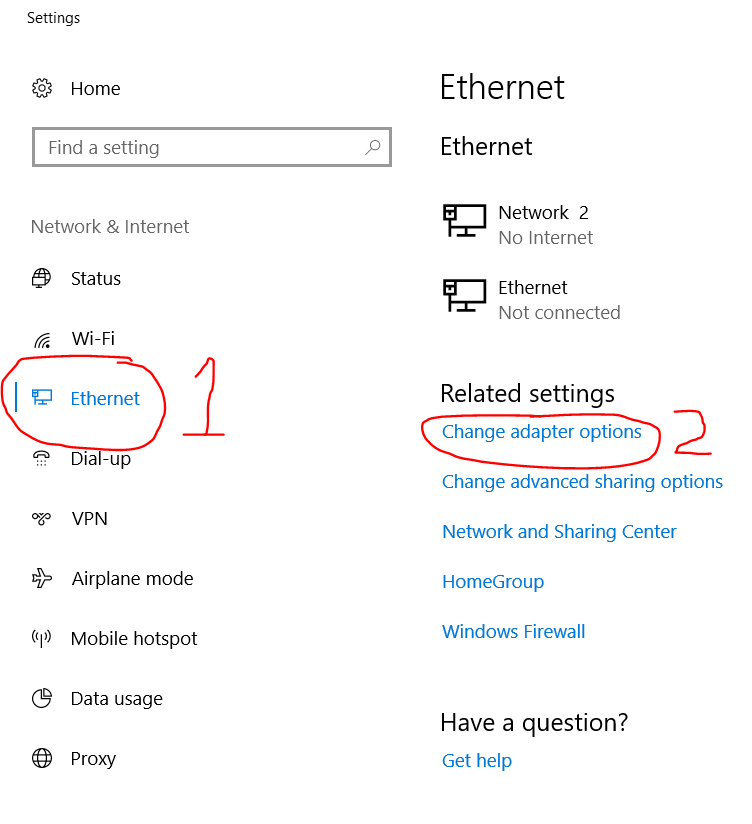 Settings
Home
Find a setting
Network & Internet
Status
Wi-Fi
Ethernet
1
Dial-up
VPN
Airplane mode
Mobile hotspot
Data usage
Proxy
Ethernet
Ethernet
Network 2
No Internet
Ethernet
Not connected
Related settings
Change adapter options
2
Change advanced sharing options
Network and Sharing Center
HomeGroup
Windows Firewall
Have a question?
Get help